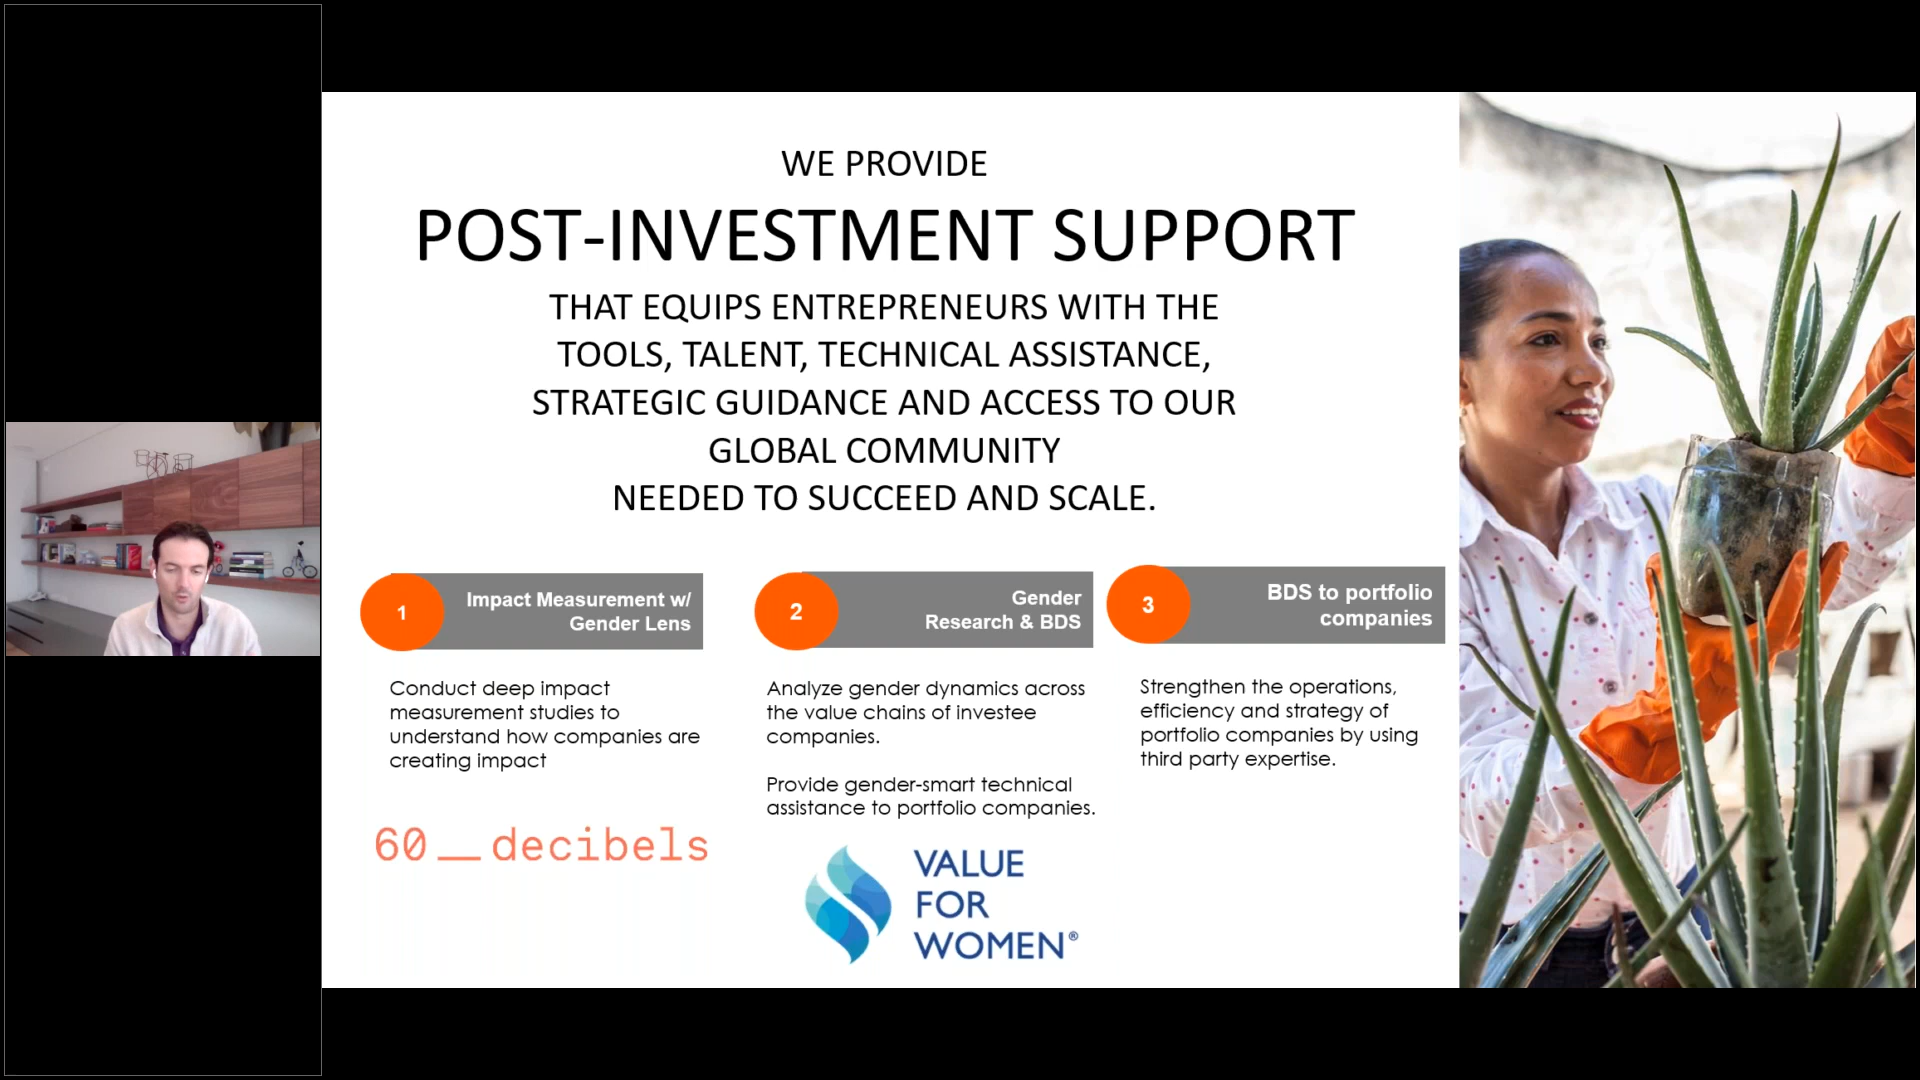 WE PROVIDE
POST-INVESTMENT SUPPORT
THAT EQUIPS ENTREPRENEURS WITH THE
TOOLS, TALENT, TECHNICAL ASSISTANCE,
STRATEGIC GUIDANCE AND ACCESS TO OUR
GLOBAL COMMUNITY
NEEDED TO SUCCEED AND SCALE.
1
Impact Measurement w/
Gender Lens
Conduct deep impact
measurement studies to
understand how companies are
creating impact
60__decibels
2
Gender
Research & BDS
Analyze gender dynamics across
the value chains of investee
companies.
Provide gender-smart technical
assistance to portfolio companies.
VALUE
FOR
WOMEN®
3
BDS to portfolio
companies
Strengthen the operations,
efficiency and strategy of
portfolio companies by using
third party expertise.